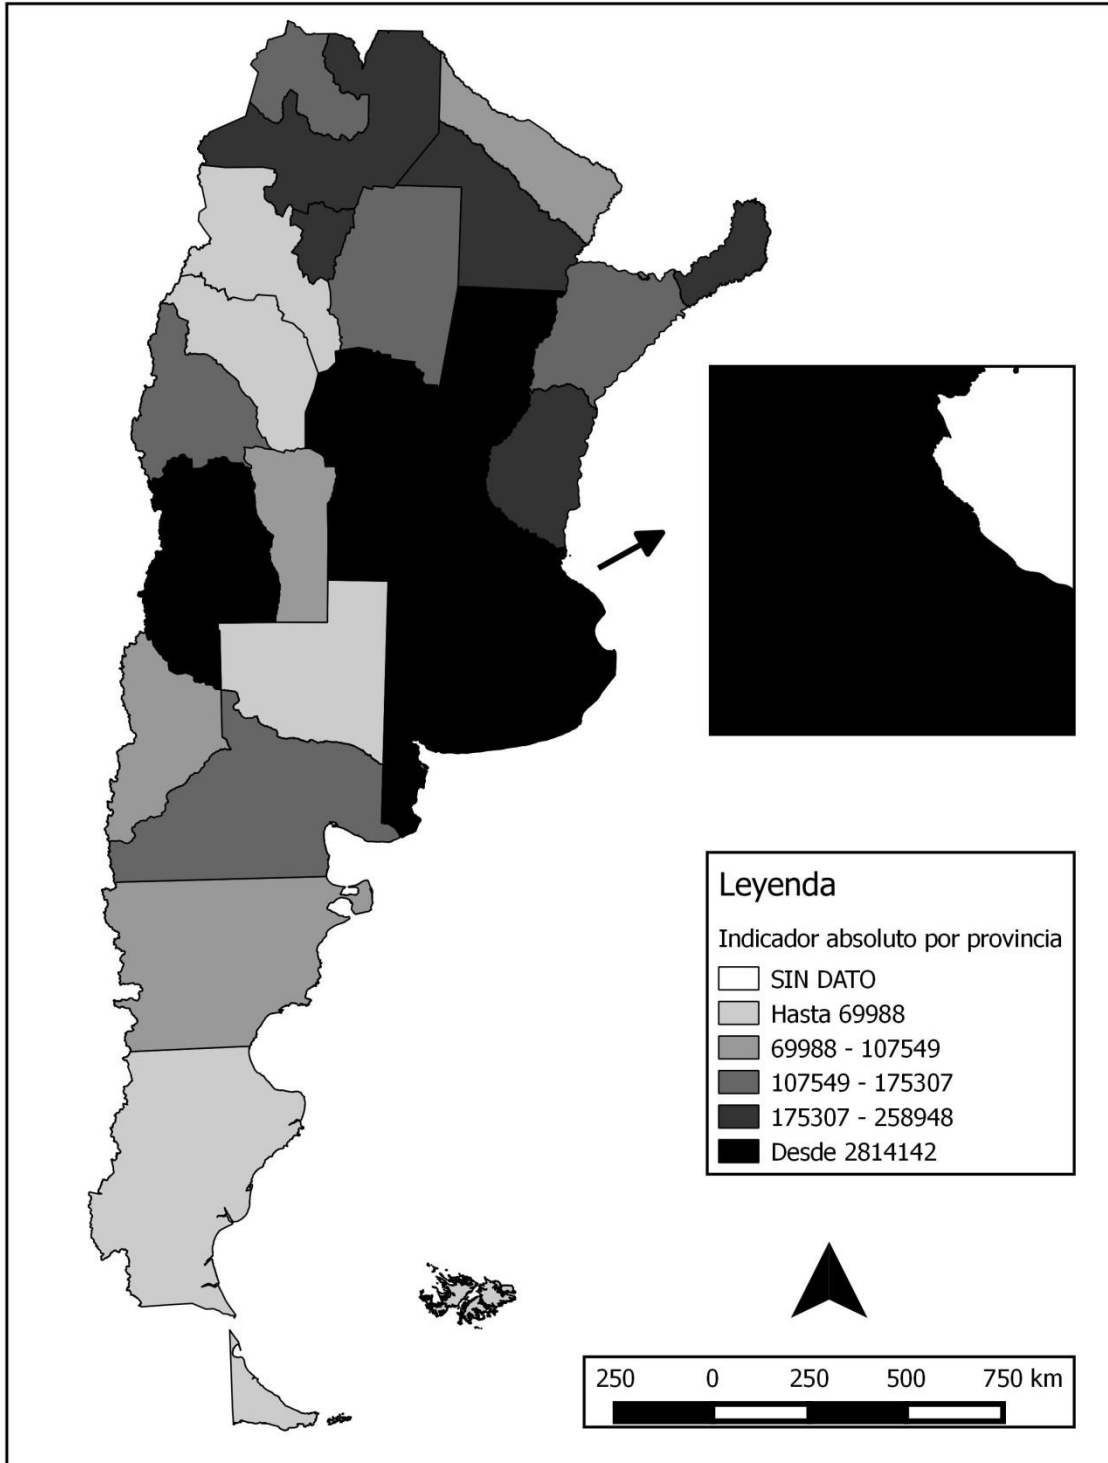 Leyenda
Indicador absoluto por provincia
SIN DATO
Hasta 69988
69988 - 107549
107549 - 175307
175307 - 258948
Desde 2814142
250 0 250 500 750 km